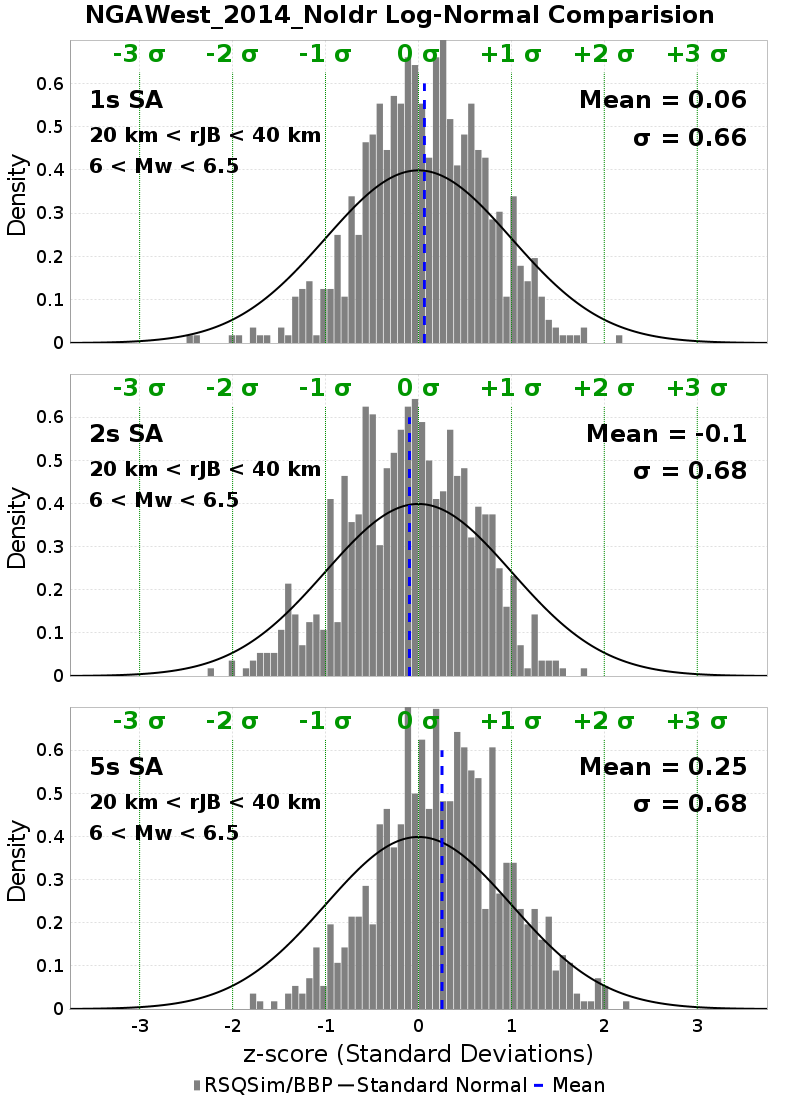 NGAWest_2014_NoIdr Log-Normal Comparision
-3 σ -2 σ -1 σ 0 σ +1 σ +2 σ +3 σ
1s SA Mean = 0.06
20 km < rJB < 40 km σ = 0.66
6 < Mw < 6.5
0.6
0.5
0.4
0.3
0.2
0.1
0
Density
-3 σ -2 σ -1 σ 0 σ +1 σ +2 σ +3 σ
2s SA Mean = -0.1
20 km < rJB < 40 km σ = 0.68
6 < Mw < 6.5
0.6
0.5
0.4
0.3
0.2
0.1
0
Density
-3 σ -2 σ -1 σ 0 σ +1 σ +2 σ +3 σ
5s SA Mean = 0.25
20 km < rJB < 40 km σ = 0.68
6 < Mw < 6.5
0.6
0.5
0.4
0.3
0.2
0.1
0
Density
-3 -2 -1 0 1 2 3
z-score (Standard Deviations)
RSQSim/BBP Standard Normal Mean